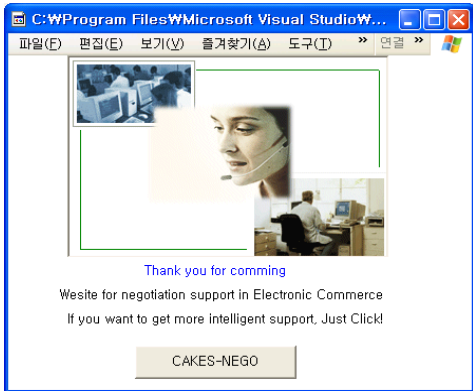 C:₩Program Files₩Microsoft Visual Studio₩...
파일(F) 편집(E) 보기(V) 즐겨찾기(A) 도구(T) » 연결 »
Thank you for comming
Wesite for negotiation support in Electronic Commerce
If you want to get more intelligent support, Just Click!
CAKES-NEGO